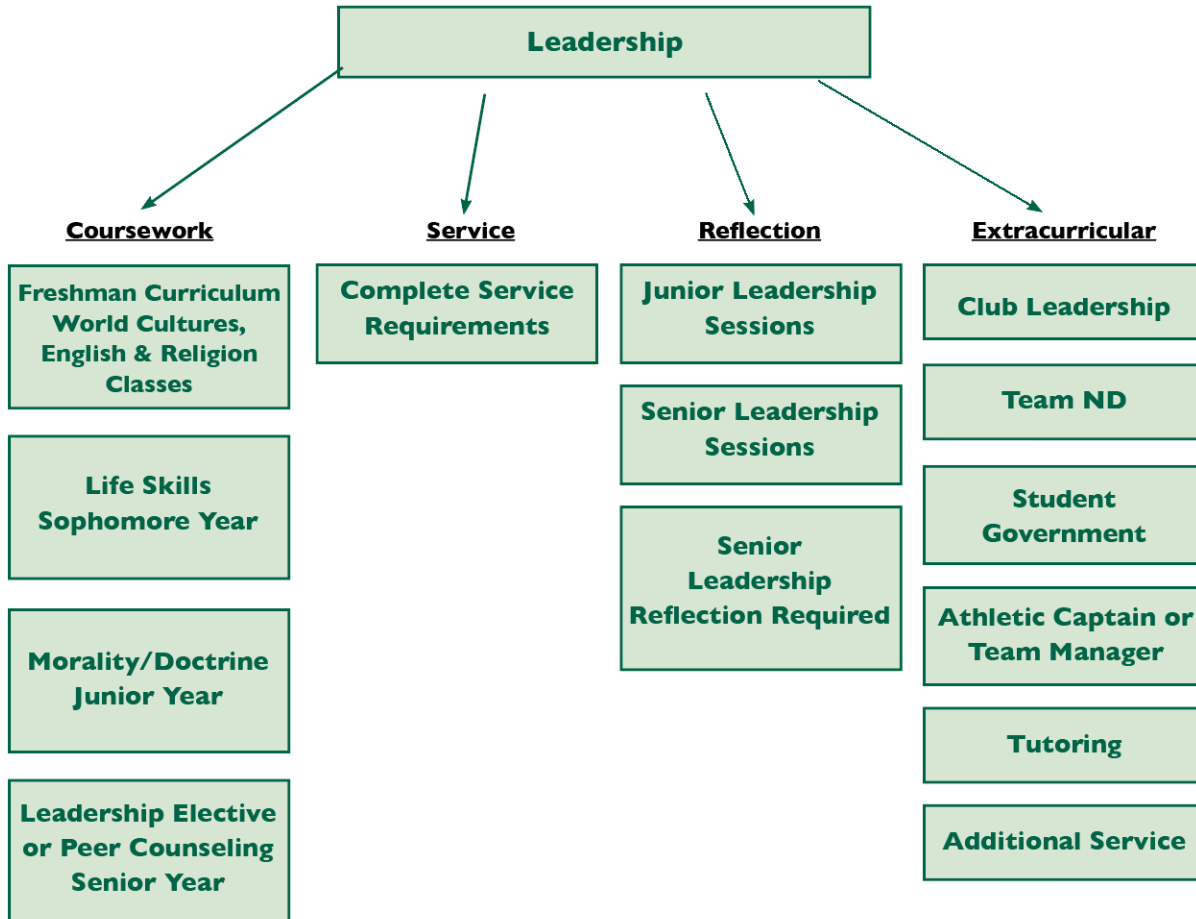 Leadership
Coursework
Freshman Curriculum
World Cultures,
English & Religion
Classes
Life Skills
Sophomore Year
Morality/Doctrine
Junior Year
Leadership Elective
or Peer Counseling
Senior Year
Service
Complete Service
Requirements
Reflection
Junior Leadership
Sessions
Senior Leadership
Sessions
Senior
Leadership
Reflection Required
Extracurricular
Club Leadership
Team ND
Student
Government
Athletic Captain or
Team Manager
Tutoring
Additional Service